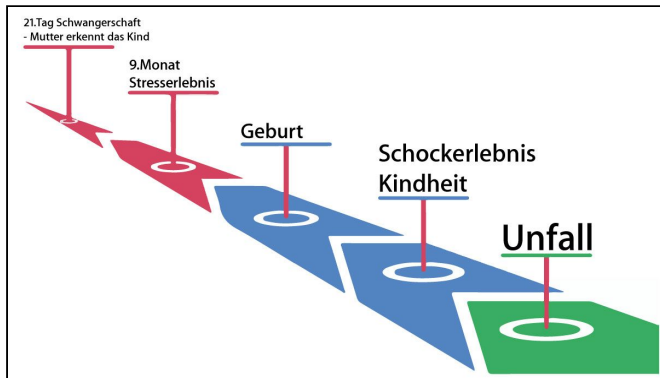 21.Tag Schwangerschaft
- Mutter erkennt das Kind
9.Monat
Stresserlebnis
Geburt
Schockerlebnis
Kindheit
Unfall